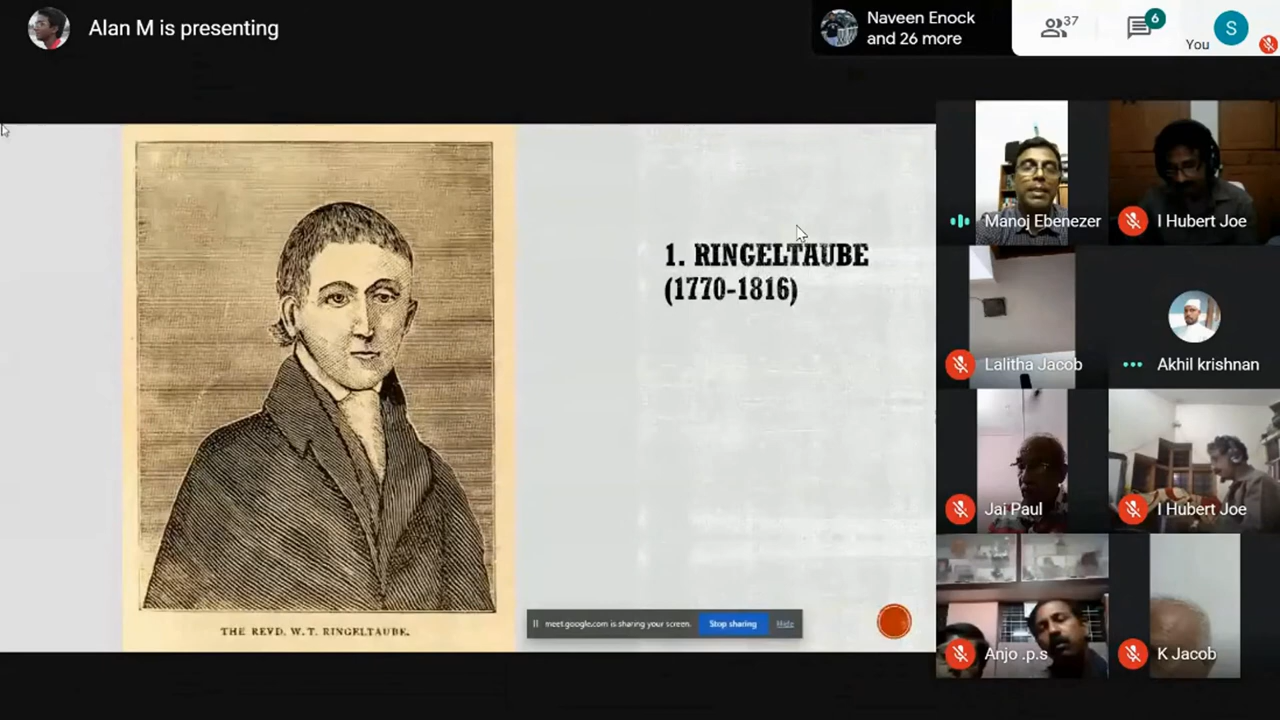 Alan M is presenting
Naveen Enock
and 26 more
37
6
You
S
1. RINGELTAUBE
(1770-1816)
THE REVD. W. T. RINGELTAUBE.
meet.google.com is sharing your screen.
Stop sharing
Hide
Manoj Ebenezer
I Hubert Joe
Lalitha Jacob
Akhil krishnan
Jai Paul
I Hubert Joe
Anjo .p.s
K Jacob